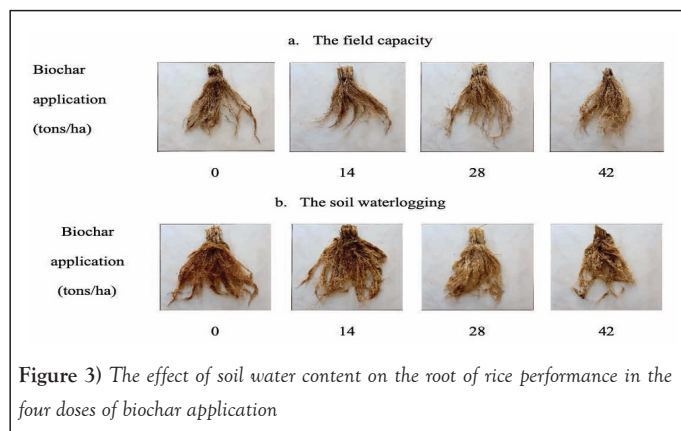 a. The field capacity
Biochar
application
(tons/ha)
0 14 28 42
b. The soil waterlogging
Biochar
application
(tons/ha)
0 14 28 42
Figure 3) The effect of soil water content on the root of rice performance in the
four doses of biochar application